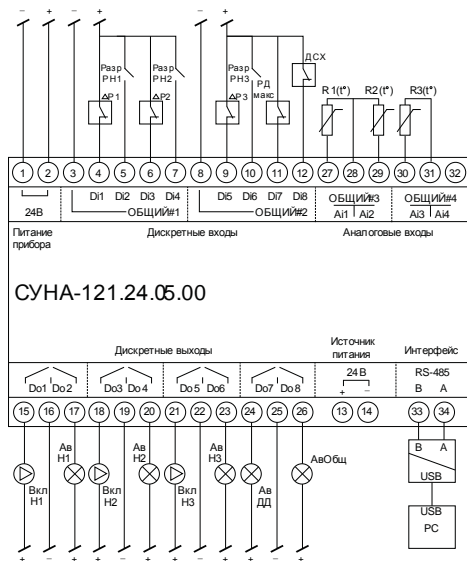 – + – + – +
ДСХ
Разр РН1
Разр РН2
Разр РН3
РД макс
R1(t°) R2(t°) R3(t°)
ΔP1 ΔP2 ΔP3
1 2 3 4 5 6 7 8 9 10 11 12 27 28 29 30 31 32
Di1 Di2 Di3 Di4 Di5 Di6 Di7 Di8 ОБЩИЙ#3 ОБЩИЙ#4
24В ОБЩИЙ#1 ОБЩИЙ#2 Ai1 Ai2 Ai3 Ai4
Питание прибора Дискретные входы Аналоговые входы
СУНА-121.24.05.00
Дискретные выходы Источник питания Интерфейс
24В RS-485
Do1 Do2 Do3 Do4 Do5 Do6 Do7 Do8 + – B A
15 16 17 18 19 20 21 22 23 24 25 26 13 14 33 34
Ав Н1 Ав Н2 Ав Н3 АвОбщ B A
Вкл Н1 Вкл Н2 Вкл Н3 Ав ДД USB
USB
PC
+ – + + – + + – + + – +